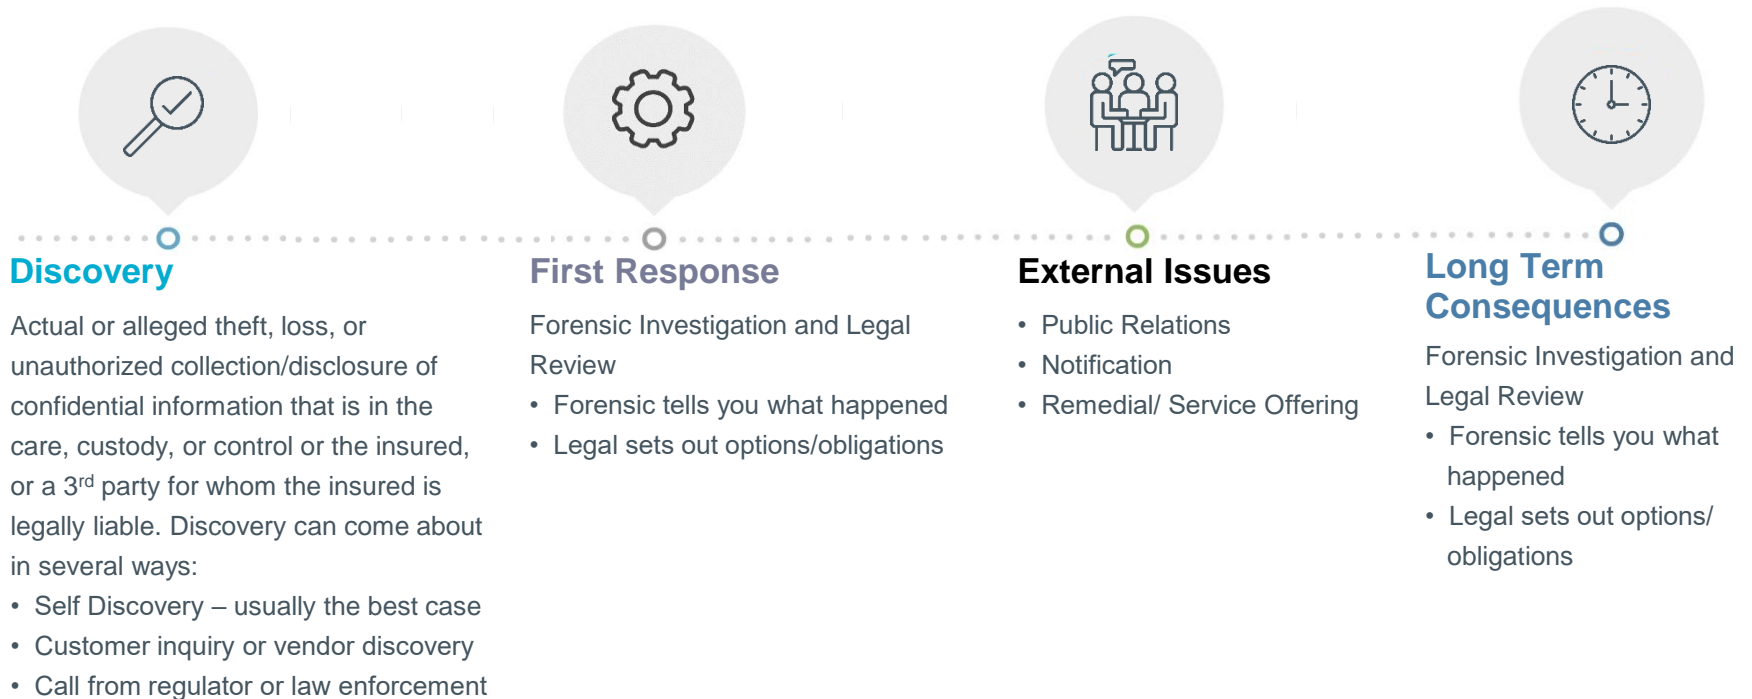 Discovery
Actual or alleged theft, loss, or
unauthorized collection/disclosure of
confidential information that is in the
care, custody, or control or the insured,
or a 3rd party for whom the insured is
legally liable. Discovery can come about
in several ways:
• Self Discovery – usually the best case
• Customer inquiry or vendor discovery
• Call from regulator or law enforcement
First Response
Forensic Investigation and Legal
Review
• Forensic tells you what happened
• Legal sets out options/obligations
External Issues
• Public Relations
• Notification
• Remedial/ Service Offering
Long Term
Consequences
Forensic Investigation and
Legal Review
• Forensic tells you what
happened
• Legal sets out options/
obligations